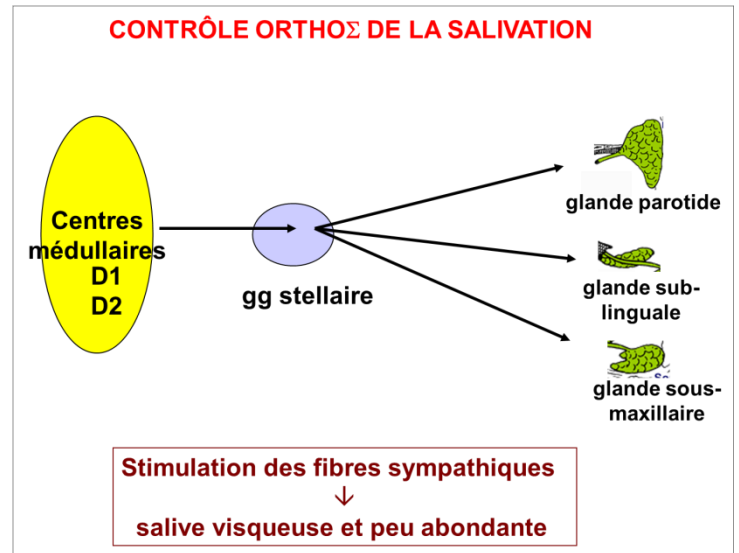 CONTRÔLE ORTHOΣ DE LA SALIVATION
Centres
médullaires
D1
D2
gg stellaire
glande parotide
glande sub-
linguale
glande sous-
maxillaire
Stimulation des fibres sympathiques
↓
salive visqueuse et peu abondante